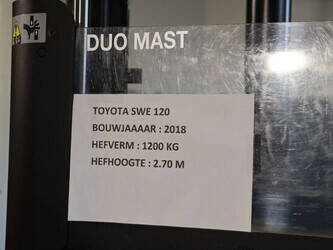 DUO MAST
TOYOTA SWE 120
BOUWJAAAAR : 2018
HEFVERM : 1200 KG
HEFHOOGTE : 2.70 M